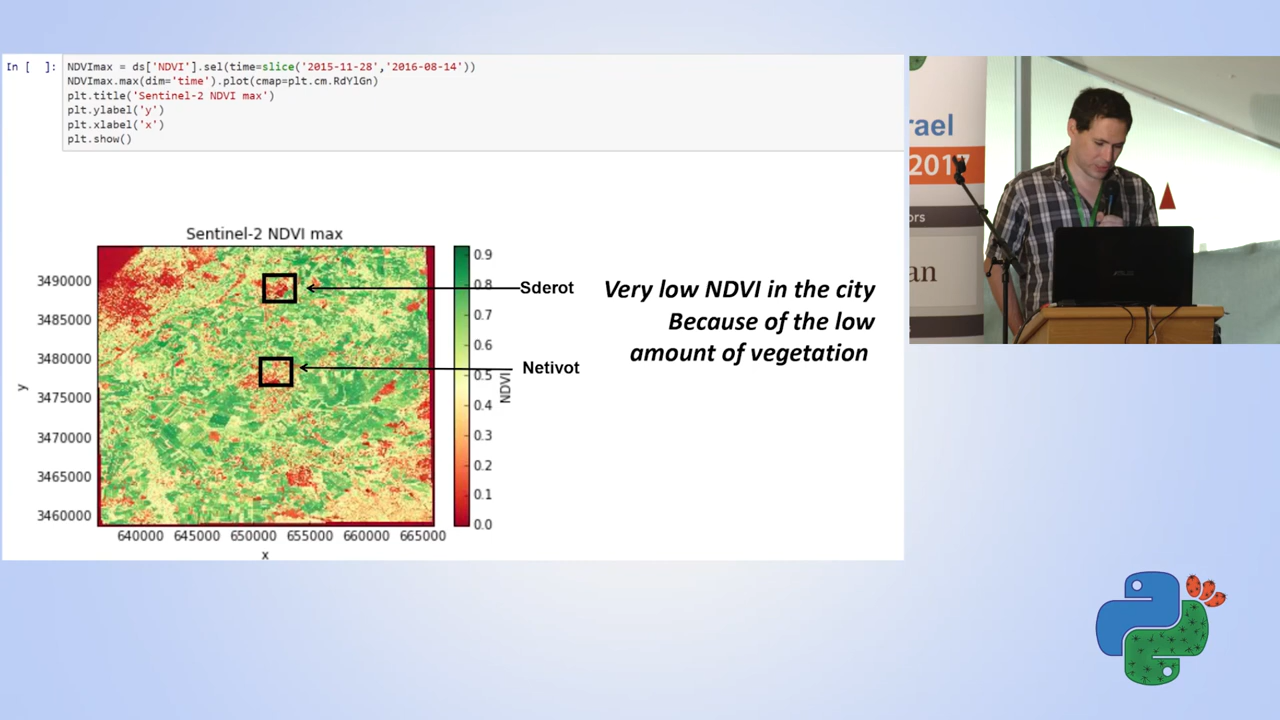 In [ ]:
NDVImax = ds['NDVI'].sel(time=slice('2015-11-28','2016-08-14'))
NDVImax.max(dim='time').plot(cmap=plt.cm.RdYlGn)
plt.title('Sentinel-2 NDVI max')
plt.ylabel('y')
plt.xlabel('x')
plt.show()
Sentinel-2 NDVI max
3490000
3485000
3480000
3475000
3470000
3465000
3460000
y
640000 645000 650000 655000 660000 665000
x
0.9
0.8
0.7
0.6
0.5
0.4
0.3
0.2
0.1
0.0
NDVI
Sderot
Netivot
Very low NDVI in the city
Because of the low
amount of vegetation
rael
2017
ors
an
ASUS